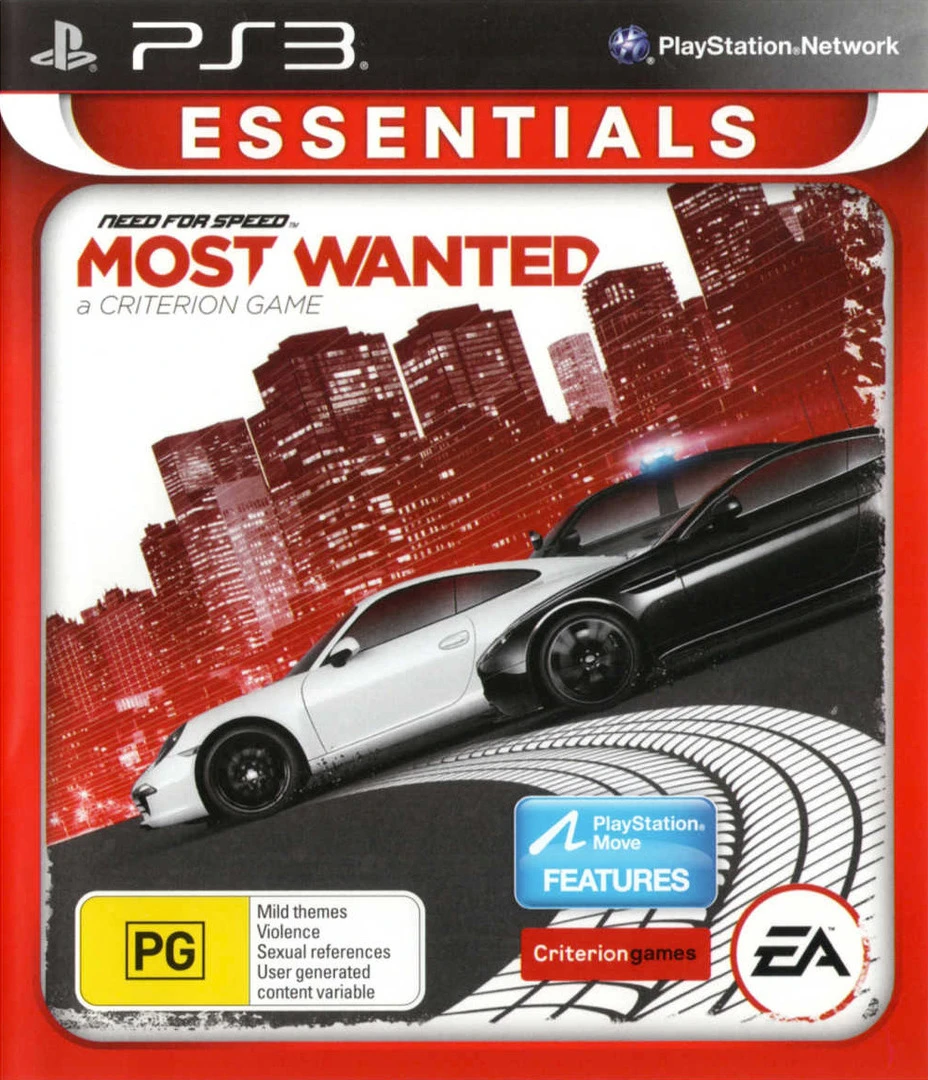 PS3
PlayStation®Network
ESSENTIALS
NEED FOR SPEED™
MOST WANTED
a CRITERION GAME
PlayStation®
Move
FEATURES
Criteriongames
EA
PG
Mild themes
Violence
Sexual references
User generated
content variable